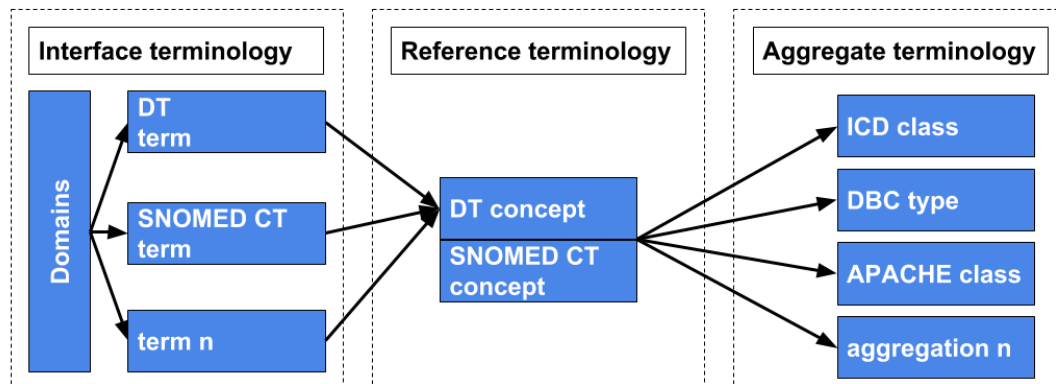 Interface terminology
Domains
DT
term
SNOMED CT
term
term n
Reference terminology
DT concept
SNOMED CT
concept
Aggregate terminology
ICD class
DBC type
APACHE class
aggregation n